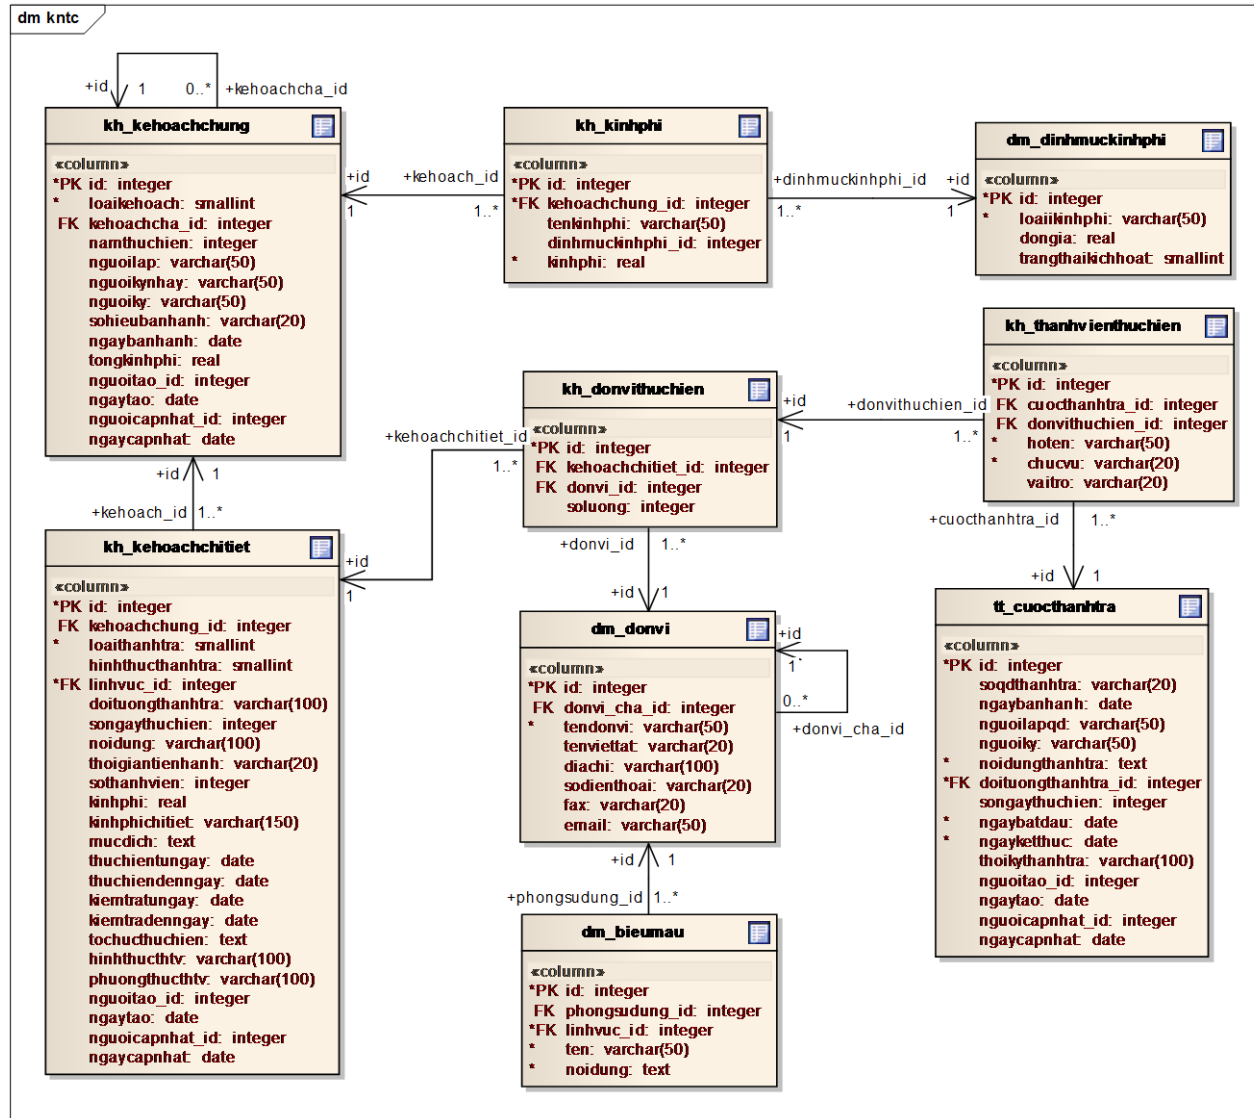 dm kntc
+id
1
0..*
+kehoachcha_id
kh_kehoachchung
«column»
*PK id: integer
* loaikehoach: smallint
FK kehoachcha_id: integer
namthuchien: integer
nguoilap: varchar(50)
nguoikynhay: varchar(50)
nguoiky: varchar(50)
sohieubanhanh: varchar(20)
ngaybanhanh: date
tongkinhphi: real
nguoitao_id: integer
ngaytao: date
nguoicapnhat_id: integer
ngaycapnhat: date
+id
1
+kehoach_id
1..*
kh_kinhphi
«column»
*PK id: integer
*FK kehoachchung_id: integer
tenkinhphi: varchar(50)
dinhmuckinhphi_id: integer
* kinhphi: real
+dinhmuckinhphi_id
1..*
+id
1
dm_dinhmuckinhphi
«column»
*PK id: integer
* loaiikinhphi: varchar(50)
dongia: real
trangthaikichhoat: smallint
kh_thanhvienthuchien
«column»
*PK id: integer
FK cuocthanhtra_id: integer
FK donvithuchien_id: integer
* hoten: varchar(50)
* chucvu: varchar(20)
vaitro: varchar(20)
+donvithuchien_id
1..*
+id
1
kh_donvithuchien
«column»
*PK id: integer
FK kehoachchitiet_id: integer
FK donvi_id: integer
soluong: integer
+kehoachchitiet_id
1..*
+id
1
+id
1
+kehoach_id
1..*
kh_kehoachchitiet
«column»
*PK id: integer
FK kehoachchung_id: integer
* loaithanhtra: smallint
hinhthucthanhtra: smallint
*FK linhvuc_id: integer
doituongthanhtra: varchar(100)
songaythuchien: integer
noidung: varchar(100)
thoigiantienhanh: varchar(20)
sothanhvien: integer
kinhphi: real
kinhphichitiet: varchar(150)
mucdich: text
thuchientungay: date
thuchiendenngay: date
kiemtratungay: date
kiemtradenngay: date
tochucthuchien: text
hinhthucthtv: varchar(100)
phuongthucthtv: varchar(100)
nguoitao_id: integer
ngaytao: date
nguoicapnhat_id: integer
ngaycapnhat: date
+donvi_id
1..*
+id
1
dm_donvi
«column»
*PK id: integer
FK donvi_cha_id: integer
* tendonvi: varchar(50)
tenviettat: varchar(20)
diachi: varchar(100)
sodienthoai: varchar(20)
fax: varchar(20)
email: varchar(50)
+id
1`
0..*
+donvi_cha_id
+id
1
+phongsudung_id
1..*
dm_bieumau
«column»
*PK id: integer
FK phongsudung_id: integer
*FK linhvuc_id: integer
* ten: varchar(50)
* noidung: text
+cuocthanhtra_id
1..*
+id
1
tt_cuocthanhtra
«column»
*PK id: integer
soqdthanhtra: varchar(20)
ngaybanhanh: date
nguoilapqd: varchar(50)
nguoiky: varchar(50)
* noidungthanhtra: text
*FK doituongthanhtra_id: integer
songaythuchien: integer
* ngaybatdau: date
* ngayketthuc: date
thoikythanhtra: varchar(100)
nguoitao_id: integer
ngaytao: date
nguoicapnhat_id: integer
ngaycapnhat: date